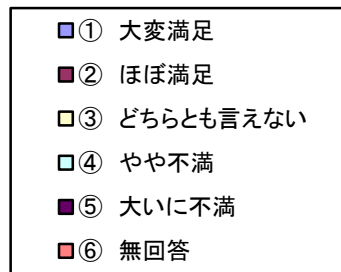 ① 大変満足
② ほぼ満足
③ どちらとも言えない
④ やや不満
⑤ 大いに不満
⑥ 無回答